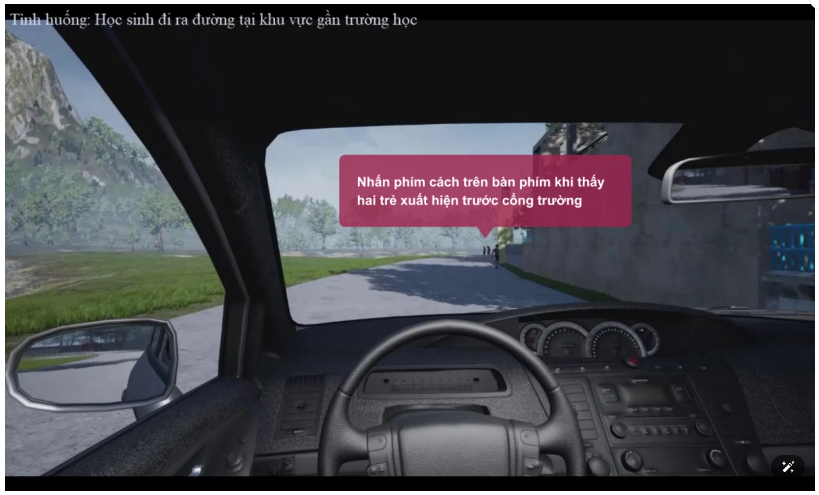 Tình huống: Học sinh đi ra đường tại khu vực gần trường học
Nhấn phím cách trên bàn phím khi thấy
hai trẻ xuất hiện trước cổng trường